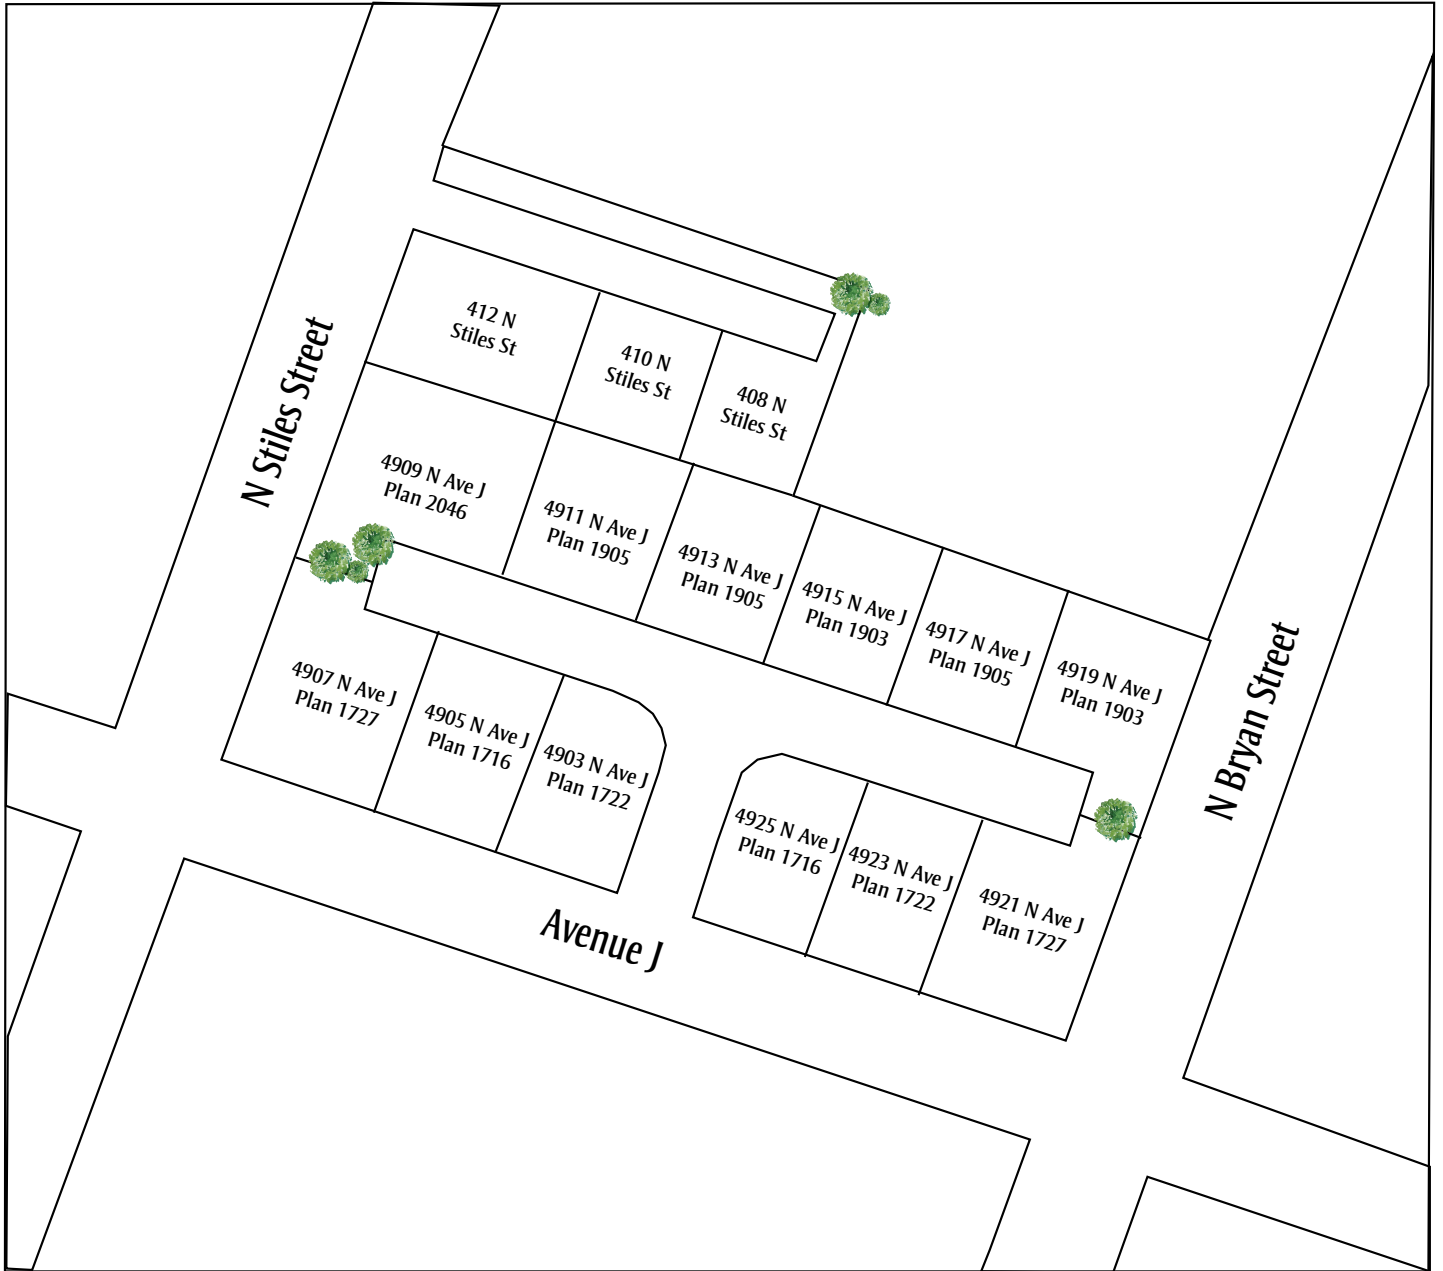 412 N
Stiles St
410 N
Stiles St
408 N
Stiles St
N Stiles Street
4909 N Ave J
Plan 2046
4911 N Ave J
Plan 1905
4913 N Ave J
Plan 1905
4915 N Ave J
Plan 1903
4917 N Ave J
Plan 1905
4919 N Ave J
Plan 1903
N Bryan Street
4907 N Ave J
Plan 1727
4905 N Ave J
Plan 1716
4903 N Ave J
Plan 1722
4925 N Ave J
Plan 1716
4923 N Ave J
Plan 1722
4921 N Ave J
Plan 1727
Avenue J